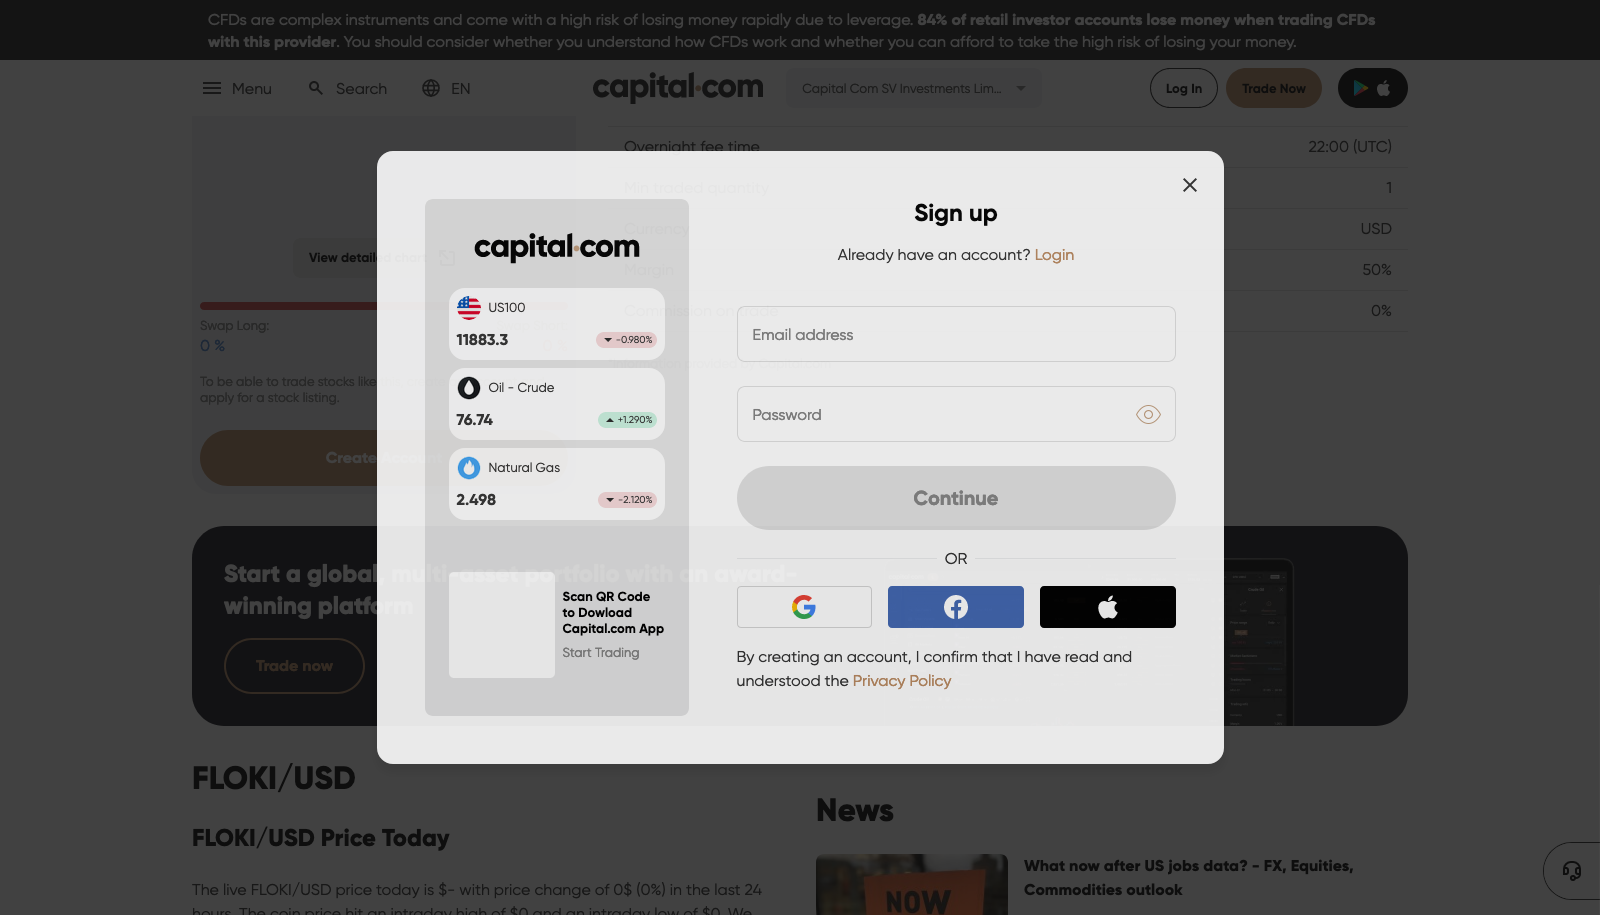 CFDs are complex instruments and come with a high risk of losing money rapidly due to leverage. 84% of retail investor accounts lose money when trading CFDs
with this provider. You should consider whether you understand how CFDs work and whether you can afford to take the high risk of losing your money.
Menu
Search
EN
capital.com
Capital Com SV Investments Lim...
Log In
Trade Now
Overnight fee time
22:00 (UTC)
Min traded quantity
1
Currency
USD
Margin
50%
0%
View detailed chart
Swap Long:
0 %
To be able to trade stocks like
apply for a stock listing.
Create
capital.com
US100
11883.3
-0.980%
Oil - Crude
76.74
+1.290%
Natural Gas
2.498
-2.120%
Scan QR Code
to Dowload
Capital.com App
Start Trading
Sign up
Already have an account? Login
Email address
Password
Continue
OR
By creating an account, I confirm that I have read and
understood the Privacy Policy
Start a global, multi-asset portfolio with an award-
winning platform
Trade now
FLOKI/USD
FLOKI/USD Price Today
The live FLOKI/USD price today is $- with price change of 0$ (0%) in the last 24
hours. The coin price hit an intraday high of $0 and an intraday low of $0. We
News
NOW
What now after US jobs data? - FX, Equities,
Commodities outlook